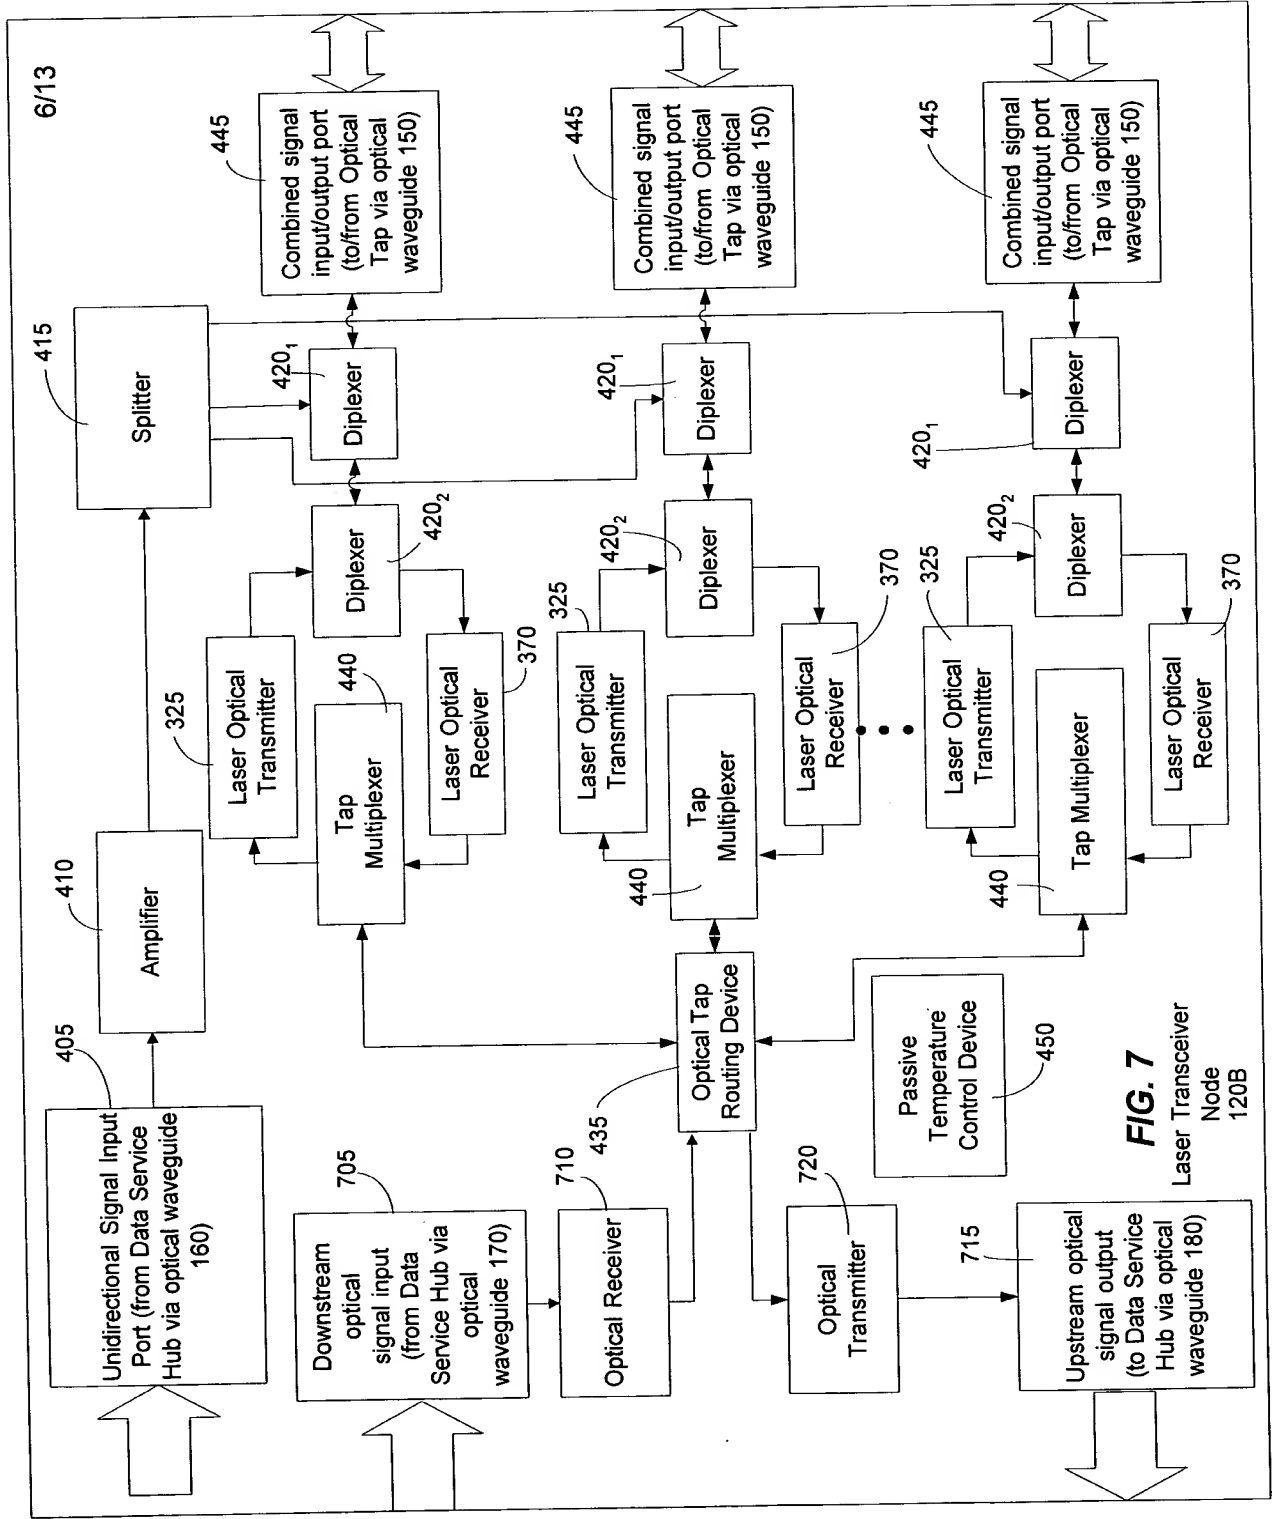 6/13
405
Unidirectional Signal Input
Port (from Data Service
Hub via optical waveguide
160)
410
Amplifier
415
Splitter
445
Combined signal
input/output port
(to/from Optical
Tap via optical
waveguide 150)
420₁
Diplexer
420₂
Diplexer
325
Laser Optical
Transmitter
440
Tap
Multiplexer
370
Laser Optical
Receiver
705
Downstream
optical
signal input
(from Data
Service Hub via
optical
waveguide 170)
710
Optical Receiver
435
Optical Tap
Routing Device
445
Combined signal
input/output port
(to/from Optical
Tap via optical
waveguide 150)
420₁
Diplexer
420₂
Diplexer
325
Laser Optical
Transmitter
440
Tap
Multiplexer
370
Laser Optical
Receiver
720
Optical
Transmitter
715
Upstream optical
signal output
(to Data Service
Hub via optical
waveguide 180)
Passive
Temperature
Control Device
450
445
Combined signal
input/output port
(to/from Optical
Tap via optical
waveguide 150)
420₁
Diplexer
420₂
Diplexer
325
Laser Optical
Transmitter
440
Tap Multiplexer
370
Laser Optical
Receiver
FIG. 7
Laser Transceiver
Node
120B